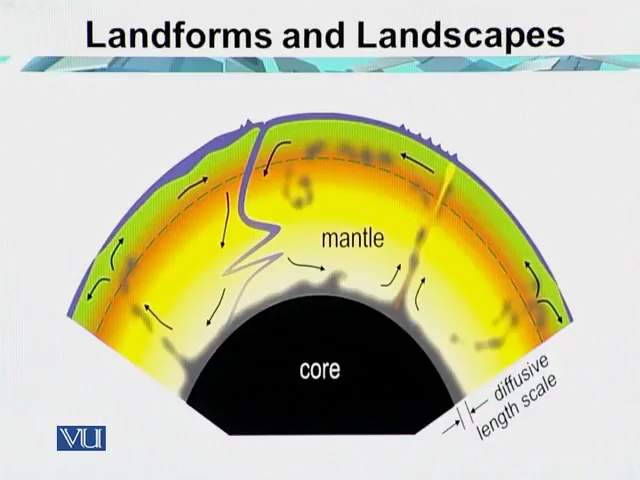 Landforms and Landscapes
mantle
core
diffusive
length scale
VU